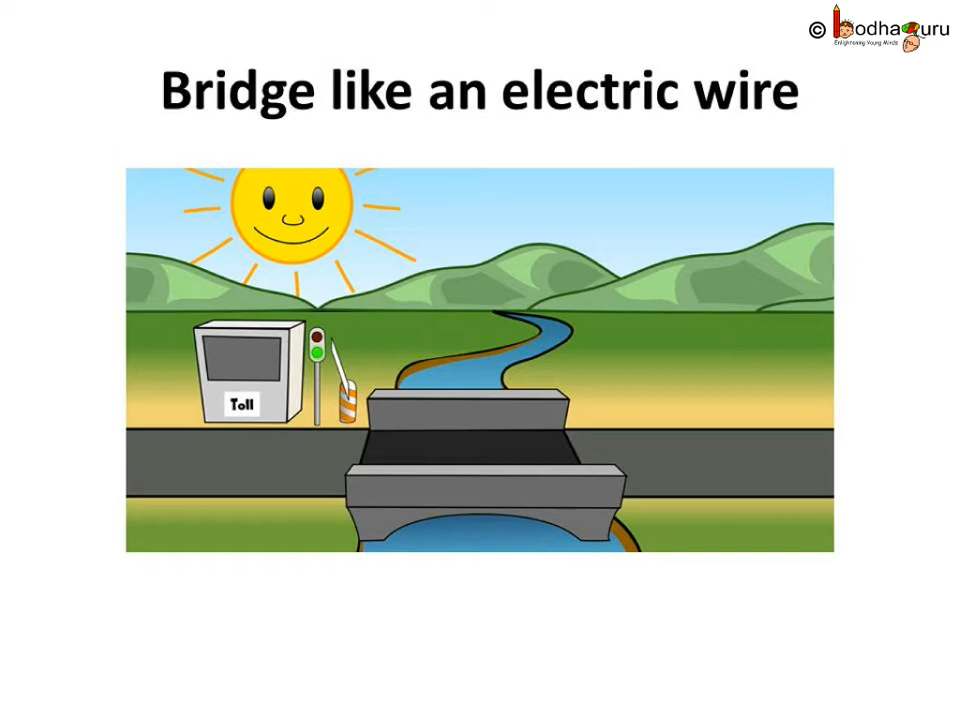 © BodhaGuru
Enlightening Young Minds
Bridge like an electric wire
Toll